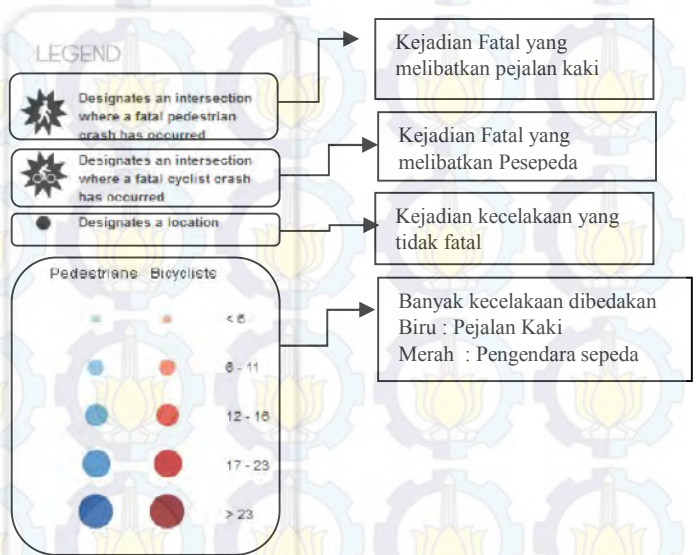 LEGEND
Designates an intersection
where a fatal pedestrian
crash has occurred
Kejadian Fatal yang
melibatkan pejalan kaki
Designates an intersection
where a fatal cyclist crash
has occurred
Kejadian Fatal yang
melibatkan Pesepeda
Designates a location
Kejadian kecelakaan yang
tidak fatal
Pedestrians Bicyclists
< 6
6 - 11
12 - 16
17 - 23
> 23
Banyak kecelakaan dibedakan
Biru : Pejalan Kaki
Merah : Pengendara sepeda